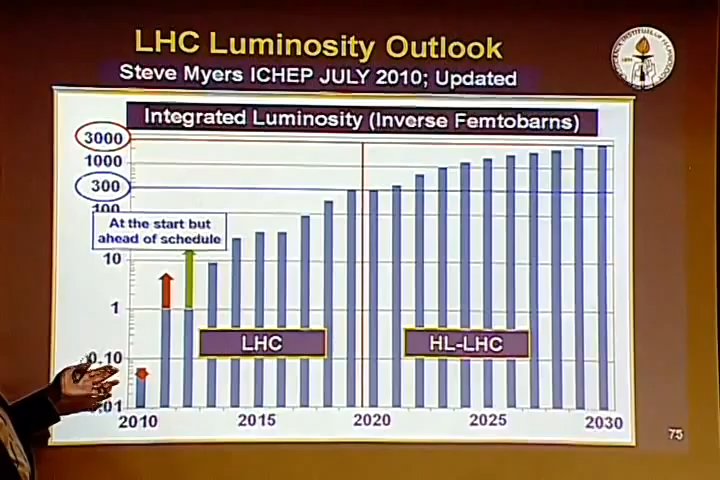 LHC Luminosity Outlook
Steve Myers ICHEP JULY 2010; Updated
Integrated Luminosity (Inverse Femtobarns)
3000
1000
300
100
At the start but
ahead of schedule
10
1
0.10
LHC
HL-LHC
2010
2015
2020
2025
2030
75